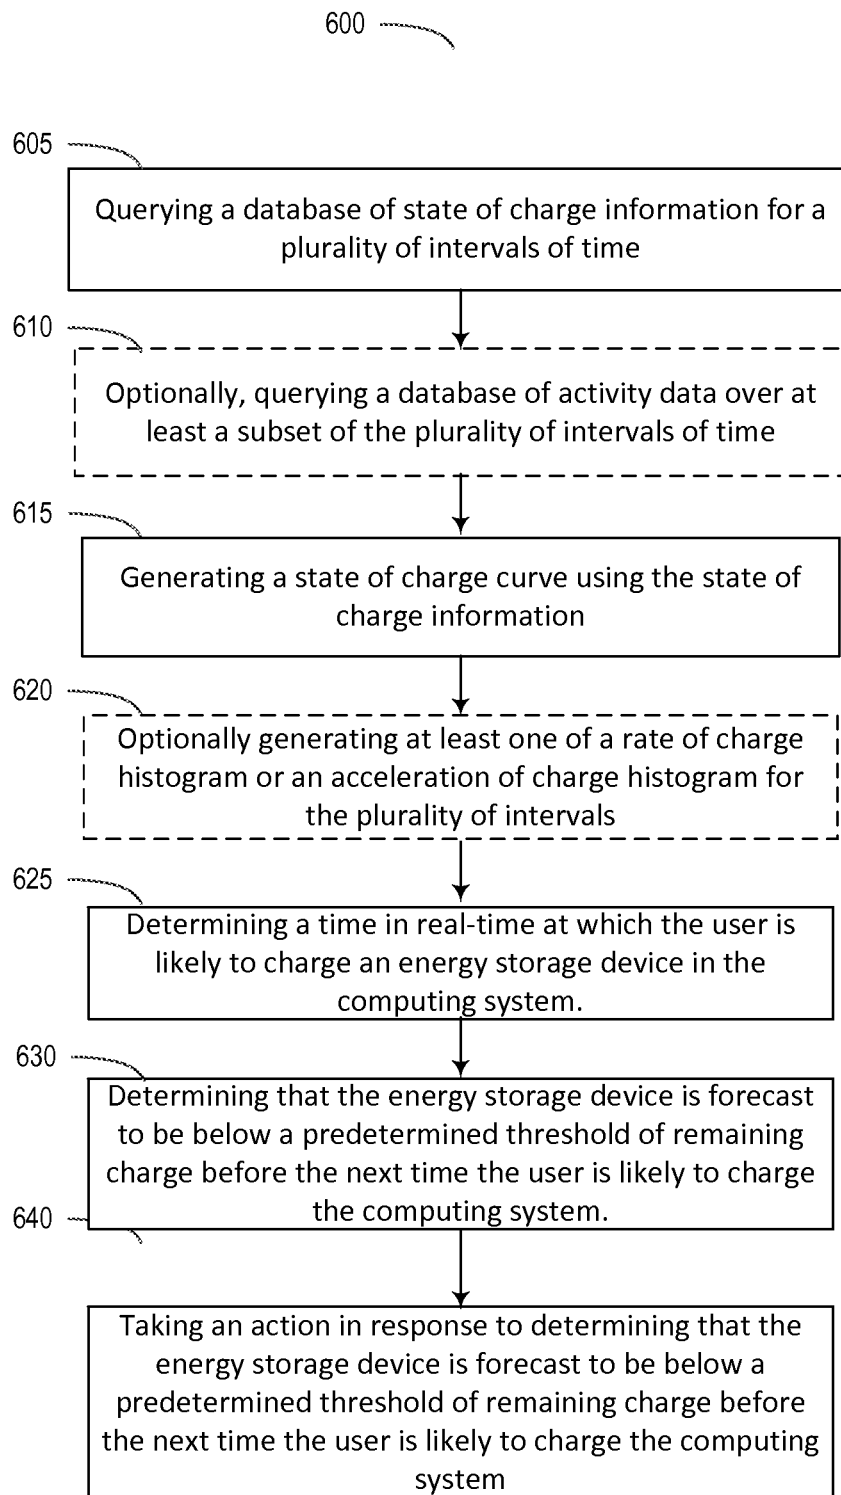 600
605
Querying a database of state of charge information for a
plurality of intervals of time
610
Optionally, querying a database of activity data over at
least a subset of the plurality of intervals of time
615
Generating a state of charge curve using the state of
charge information
620
Optionally generating at least one of a rate of charge
histogram or an acceleration of charge histogram for
the plurality of intervals
625
Determining a time in real-time at which the user is
likely to charge an energy storage device in the
computing system.
630
Determining that the energy storage device is forecast
to be below a predetermined threshold of remaining
charge before the next time the user is likely to charge
the computing system.
640
Taking an action in response to determining that the
energy storage device is forecast to be below a
predetermined threshold of remaining charge before
the next time the user is likely to charge the computing
system